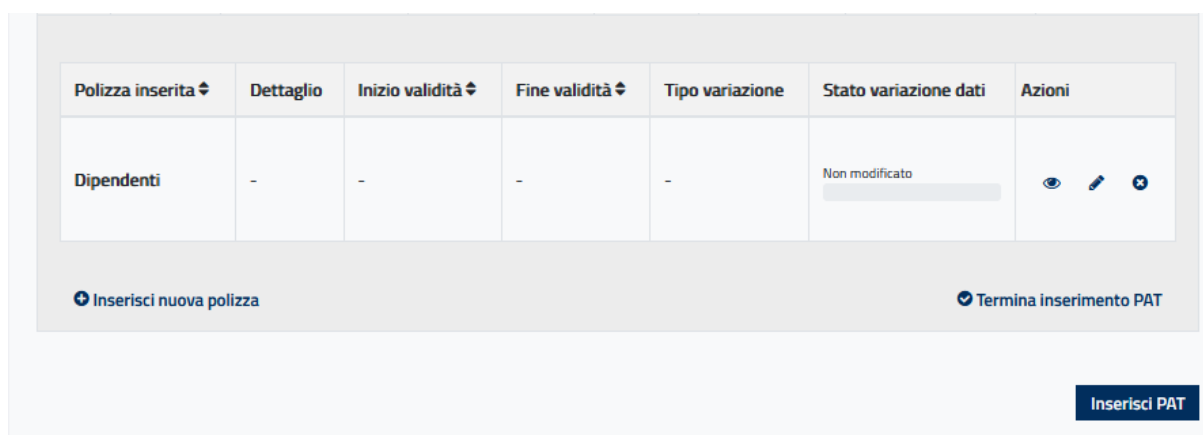 Polizza inserita Dettaglio Inizio validità Fine validità Tipo variazione Stato variazione dati Azioni
Dipendenti - - - - Non modificato
Inserisci nuova polizza Termina inserimento PAT
Inserisci PAT